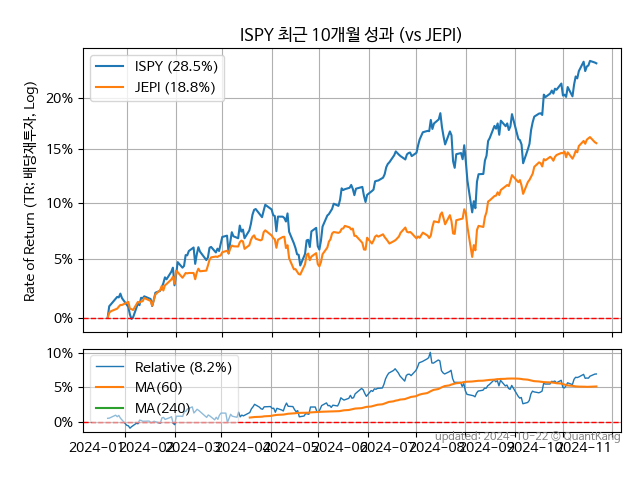 ISPY 최근 10개월 성과 (vs JEPI)
ISPY (28.5%)
JEPI (18.8%)
Rate of Return (TR: 배당재투자, Log)
20%
15%
10%
5%
0%
Relative (8.2%)
MA(60)
MA(240)
10%
5%
0%
2024-01
2024-02
2024-03
2024-04
2024-05
2024-06
2024-07
2024-08
2024-09
2024-10
2024-11
updated: 2024-10-22 © QuantKang